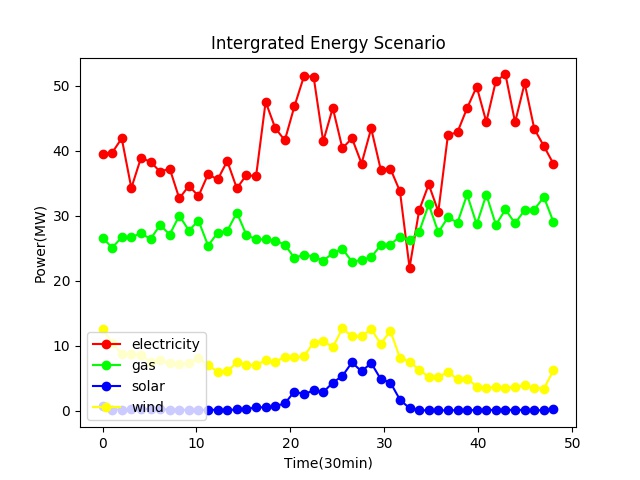 Intergrated Energy Scenario
Power(MW)
50
40
30
20
10
0
electricity
gas
solar
wind
0 10 20 30 40 50
Time(30min)